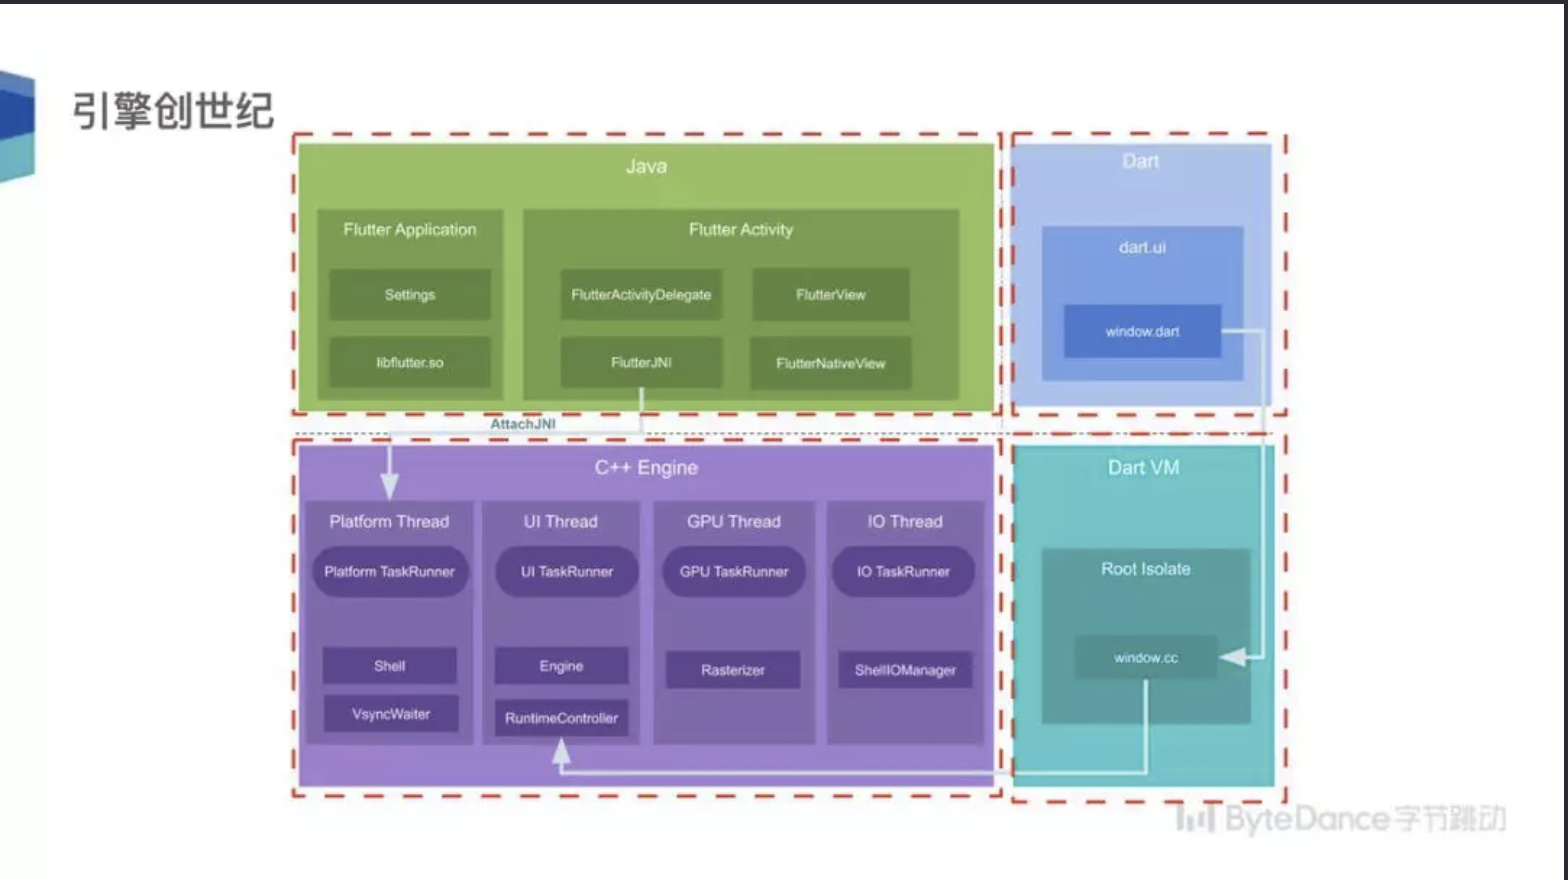 引擎创世纪
Java
Flutter Application
Settings
libflutter.so
Flutter Activity
FlutterActivityDelegate
FlutterView
FlutterJNI
FlutterNativeView
Dart
dart.ui
window.dart
AttachJNI
C++ Engine
Platform Thread
Platform TaskRunner
Shell
VsyncWaiter
UI Thread
UI TaskRunner
Engine
RuntimeController
GPU Thread
GPU TaskRunner
Rasterizer
IO Thread
IO TaskRunner
ShellIOManager
Dart VM
Root Isolate
window.cc
ByteDance字节跳动